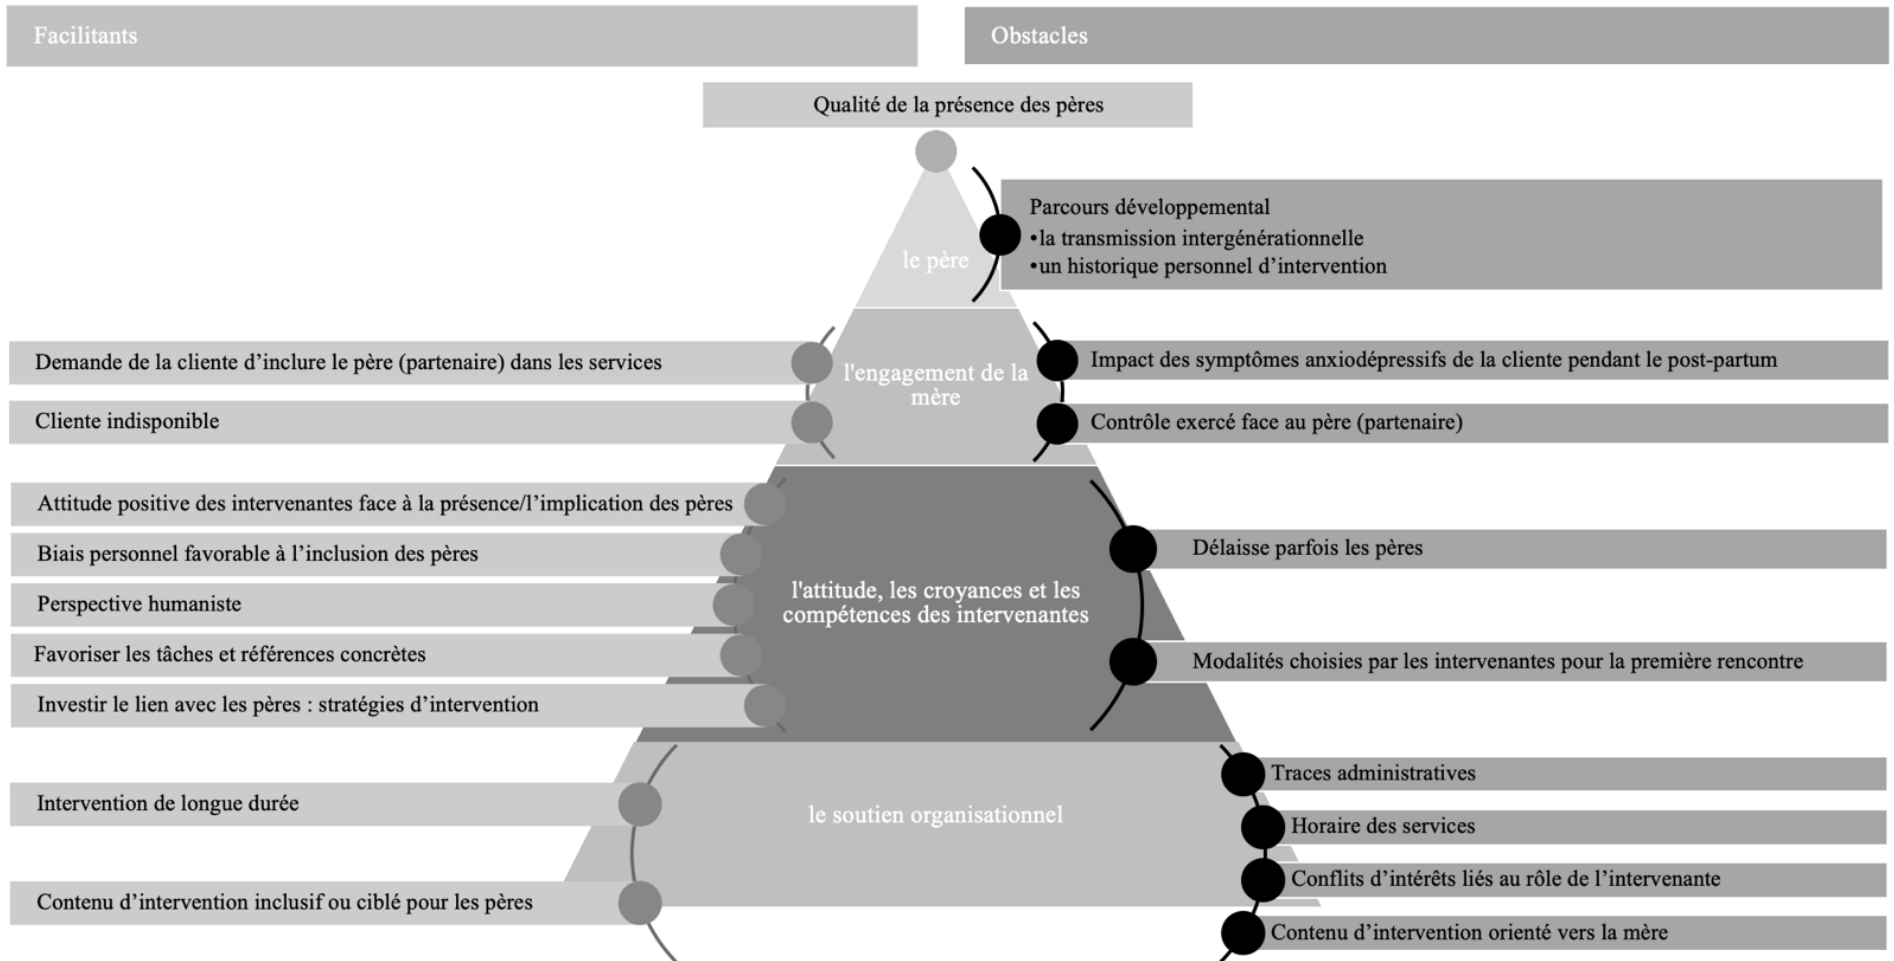 Facilitants
Obstacles
Qualité de la présence des pères
le père
Parcours développemental
•la transmission intergénérationnelle
•un historique personnel d’intervention
Demande de la cliente d’inclure le père (partenaire) dans les services
Cliente indisponible
l'engagement de la
mère
Impact des symptômes anxiodépressifs de la cliente pendant le post-partum
Contrôle exercé face au père (partenaire)
Attitude positive des intervenantes face à la présence/l’implication des pères
Biais personnel favorable à l’inclusion des pères
Perspective humaniste
Favoriser les tâches et références concrètes
Investir le lien avec les pères : stratégies d’intervention
l'attitude, les croyances et les
compétences des intervenantes
Délaisse parfois les pères
Modalités choisies par les intervenantes pour la première rencontre
Intervention de longue durée
Contenu d’intervention inclusif ou ciblé pour les pères
le soutien organisationnel
Traces administratives
Horaire des services
Conflits d’intérêts liés au rôle de l’intervenante
Contenu d’intervention orienté vers la mère